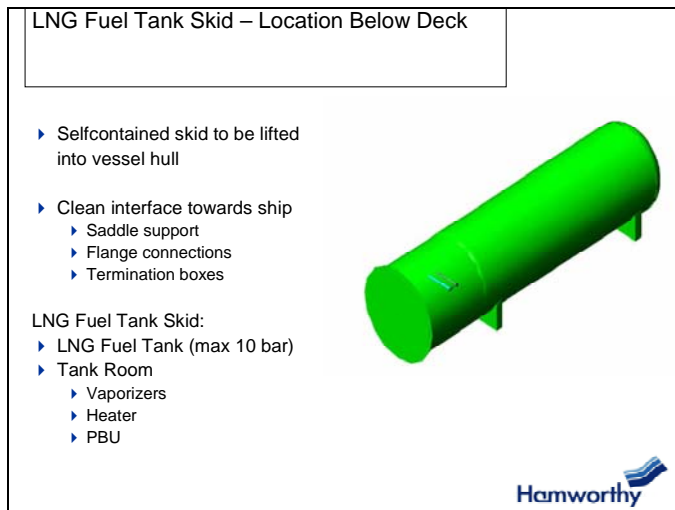 LNG Fuel Tank Skid – Location Below Deck
Selfcontained skid to be lifted
into vessel hull
Clean interface towards ship
Saddle support
Flange connections
Termination boxes
LNG Fuel Tank Skid:
LNG Fuel Tank (max 10 bar)
Tank Room
Vaporizers
Heater
PBU
Hamworthy